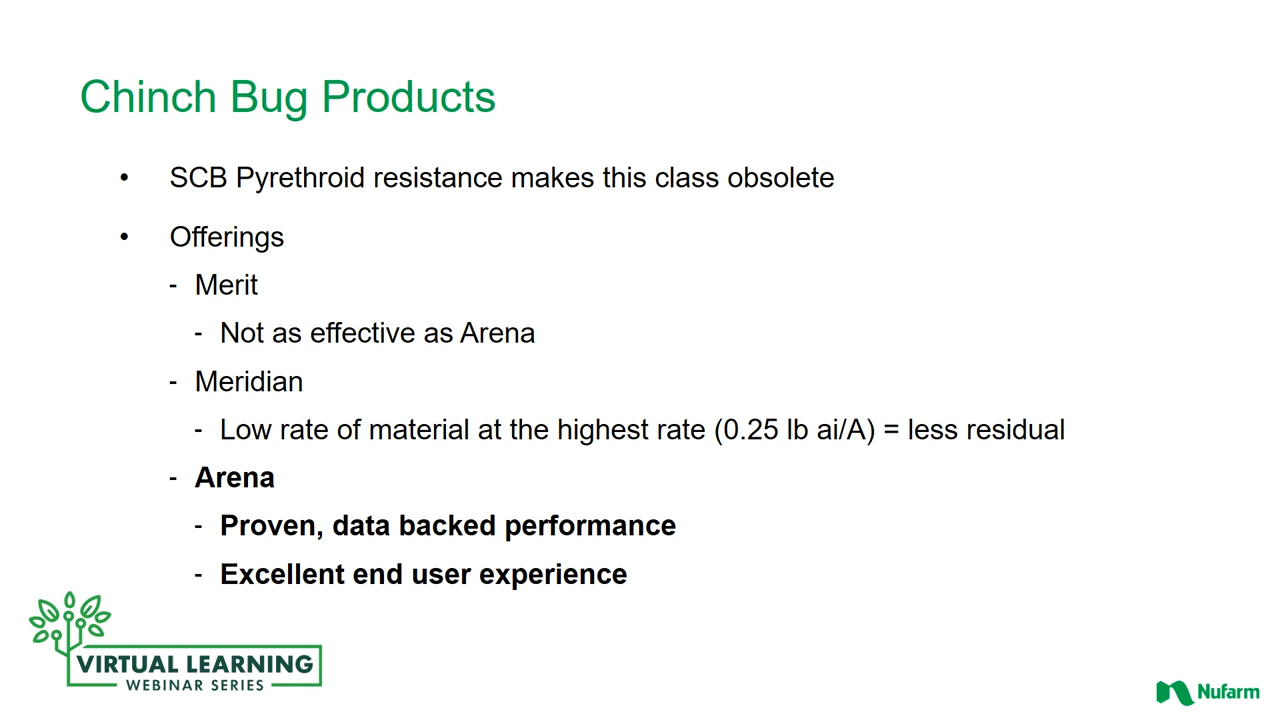 Chinch Bug Products
• SCB Pyrethroid resistance makes this class obsolete
• Offerings
- Merit
- Not as effective as Arena
- Meridian
- Low rate of material at the highest rate (0.25 lb ai/A) = less residual
- Arena
- Proven, data backed performance
- Excellent end user experience
VIRTUAL LEARNING
WEBINAR SERIES
Nufarm